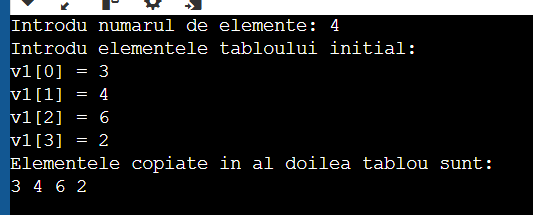 Introdu numarul de elemente: 4
Introdu elementele tabloului initial:
v1[0] = 3
v1[1] = 4
v1[2] = 6
v1[3] = 2
Elementele copiate in al doilea tablou sunt:
3 4 6 2